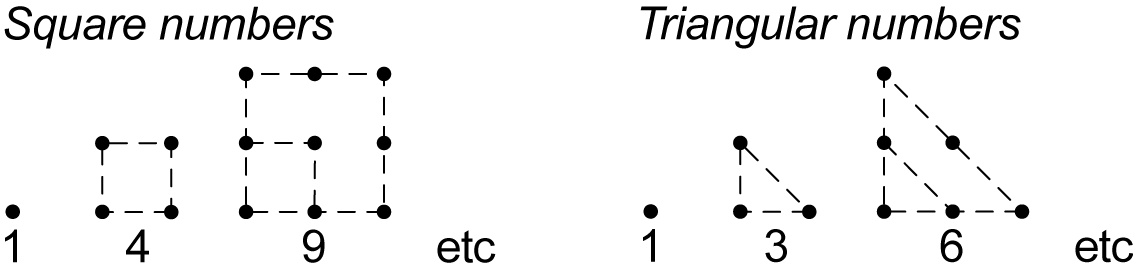 Square numbers
1 4 9 etc
Triangular numbers
1 3 6 etc